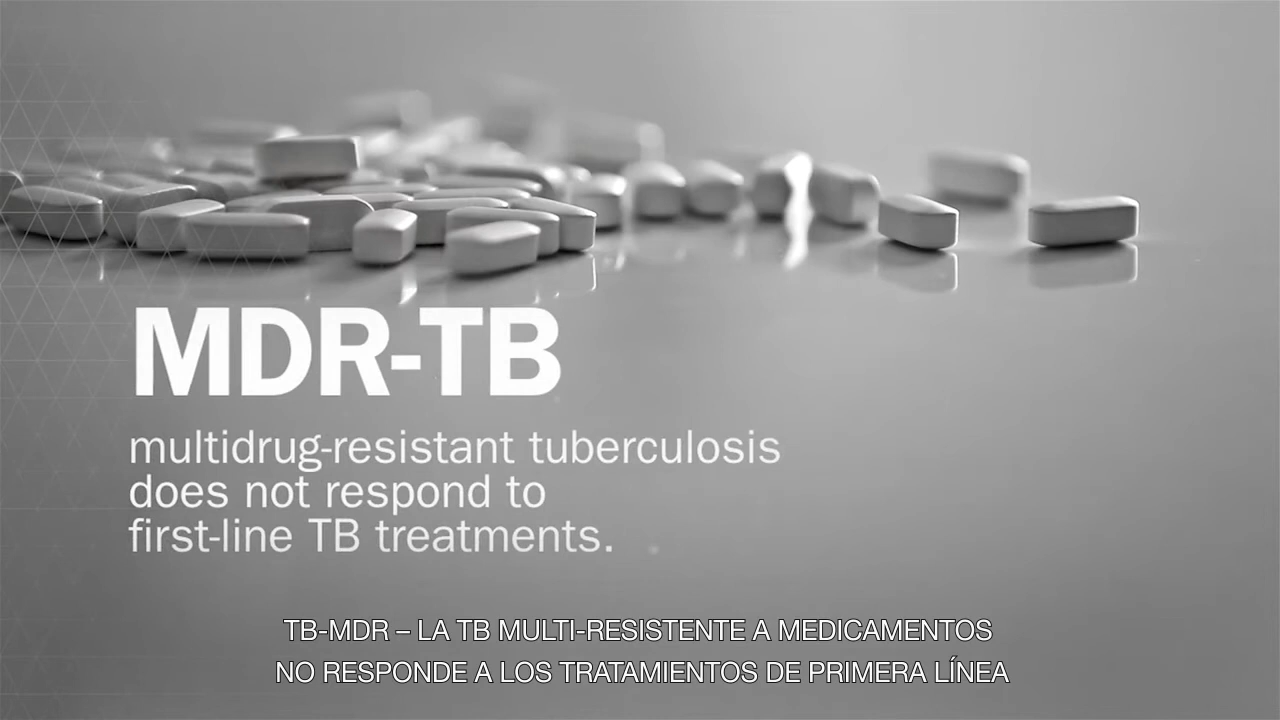 MDR-TB
multidrug-resistant tuberculosis
does not respond to
first-line TB treatments.
TB-MDR – LA TB MULTI-RESISTENTE A MEDICAMENTOS
NO RESPONDE A LOS TRATAMIENTOS DE PRIMERA LÍNEA